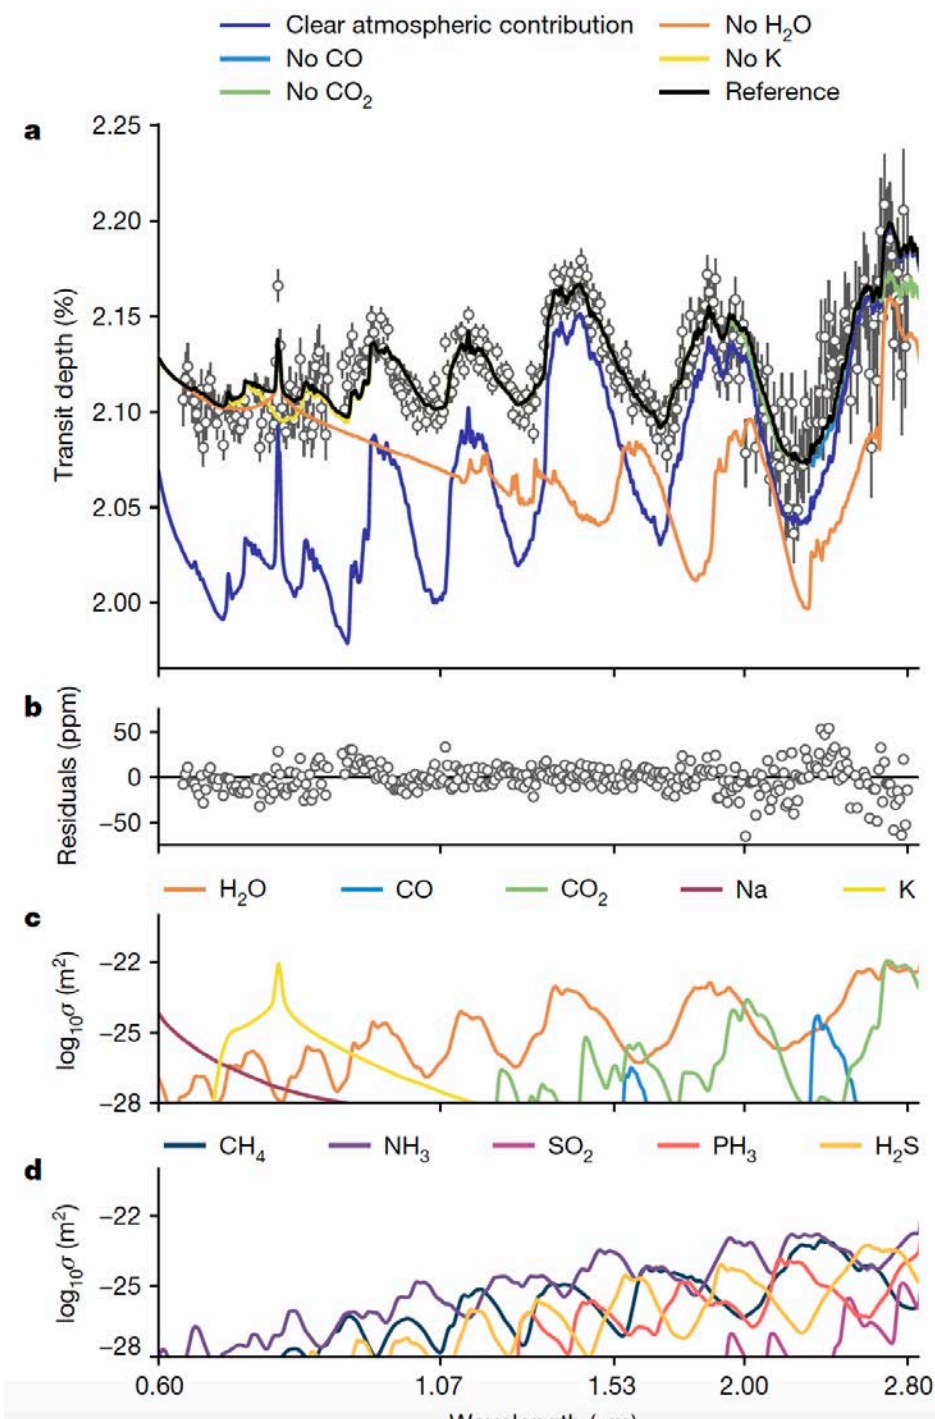 Clear atmospheric contribution No H₂O
No CO No K
No CO₂ Reference
a
2.25
2.20
2.15
2.10
2.05
2.00
Transit depth (%)
b
50
0
−50
Residuals (ppm)
H₂O CO CO₂ Na K
c
−22
−25
−28
log₁₀σ (m²)
CH₄ NH₃ SO₂ PH₃ H₂S
d
−22
−25
−28
log₁₀σ (m²)
0.60 1.07 1.53 2.00 2.80
Wavelength (μm)